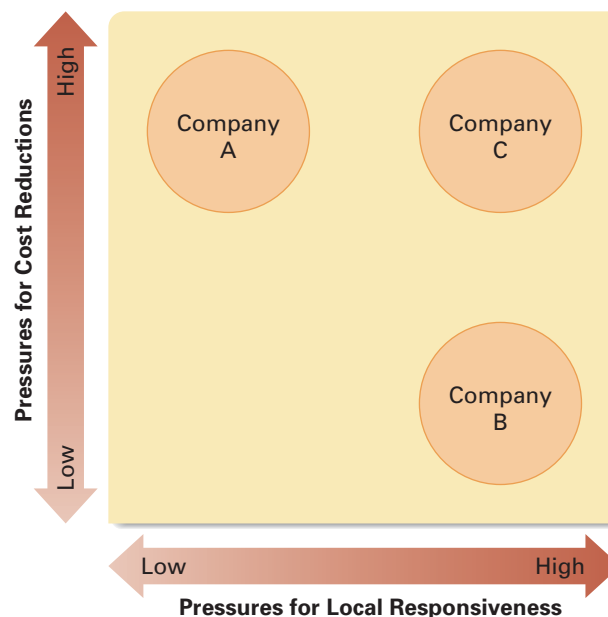 High
Pressures for Cost Reductions
Low
Company
A
Company
C
Company
B
Low
High
Pressures for Local Responsiveness